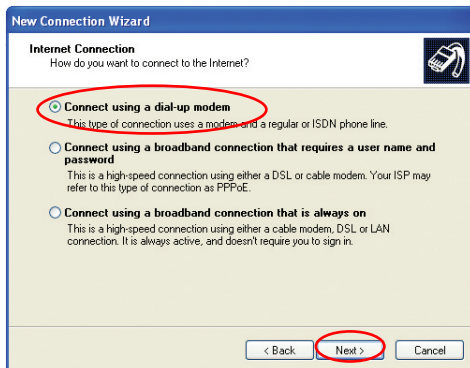 New Connection Wizard
Internet Connection
How do you want to connect to the Internet?
Connect using a dial-up modem
This type of connection uses a modem and a regular or ISDN phone line.
Connect using a broadband connection that requires a user name and
password
This is a high-speed connection using either a DSL or cable modem. Your ISP may
refer to this type of connection as PPPoE.
Connect using a broadband connection that is always on
This is a high-speed connection using either a cable modem, DSL or LAN
connection. It is always active, and doesn't require you to sign in.
< Back
Next >
Cancel